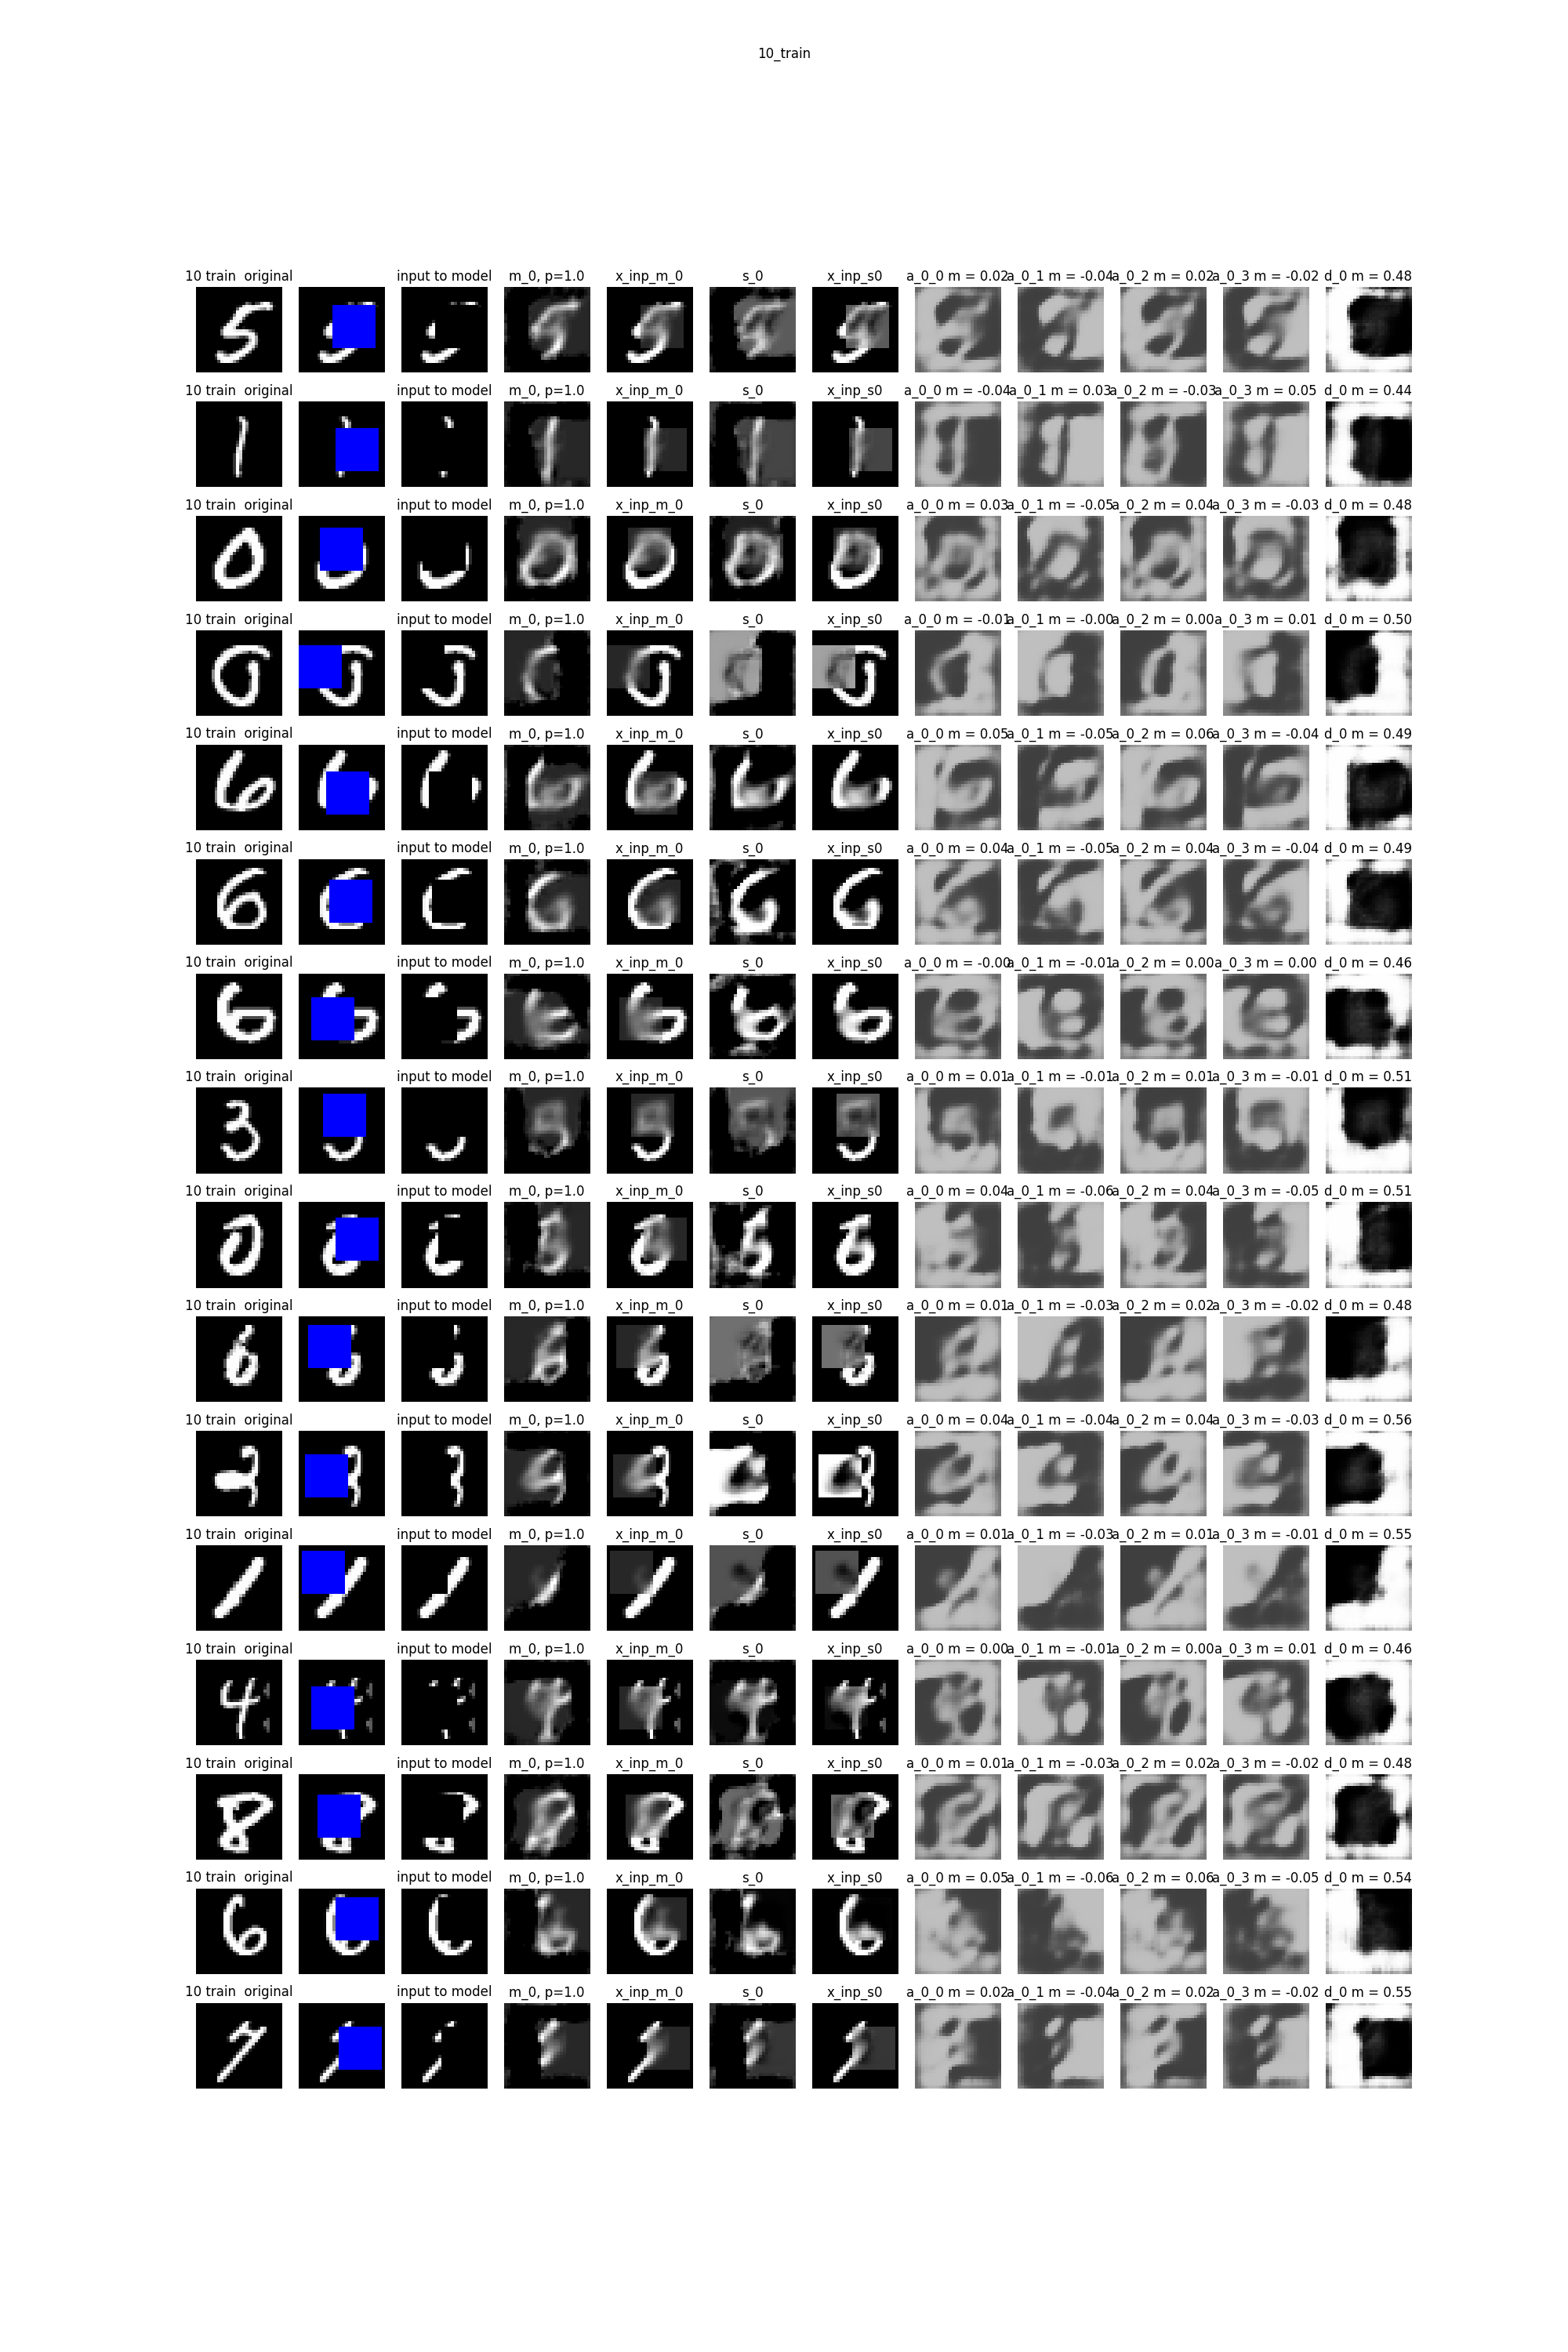 10_train
10 train  original input to model m_0, p=1.0 x_inp_m_0 s_0 x_inp_s0 a_0_0 m = 0.02 a_0_1 m = -0.04 a_0_2 m = 0.02 a_0_3 m = -0.02 d_0 m = 0.48
10 train  original input to model m_0, p=1.0 x_inp_m_0 s_0 x_inp_s0 a_0_0 m = -0.04 a_0_1 m = 0.03 a_0_2 m = -0.03 a_0_3 m = 0.05 d_0 m = 0.44
10 train  original input to model m_0, p=1.0 x_inp_m_0 s_0 x_inp_s0 a_0_0 m = 0.03 a_0_1 m = -0.05 a_0_2 m = 0.04 a_0_3 m = -0.03 d_0 m = 0.48
10 train  original input to model m_0, p=1.0 x_inp_m_0 s_0 x_inp_s0 a_0_0 m = -0.01 a_0_1 m = -0.00 a_0_2 m = 0.00 a_0_3 m = 0.01 d_0 m = 0.50
10 train  original input to model m_0, p=1.0 x_inp_m_0 s_0 x_inp_s0 a_0_0 m = 0.05 a_0_1 m = -0.05 a_0_2 m = 0.06 a_0_3 m = -0.04 d_0 m = 0.49
10 train  original input to model m_0, p=1.0 x_inp_m_0 s_0 x_inp_s0 a_0_0 m = 0.04 a_0_1 m = -0.05 a_0_2 m = 0.04 a_0_3 m = -0.04 d_0 m = 0.49
10 train  original input to model m_0, p=1.0 x_inp_m_0 s_0 x_inp_s0 a_0_0 m = -0.00 a_0_1 m = -0.01 a_0_2 m = 0.00 a_0_3 m = 0.00 d_0 m = 0.46
10 train  original input to model m_0, p=1.0 x_inp_m_0 s_0 x_inp_s0 a_0_0 m = 0.01 a_0_1 m = -0.01 a_0_2 m = 0.01 a_0_3 m = -0.01 d_0 m = 0.51
10 train  original input to model m_0, p=1.0 x_inp_m_0 s_0 x_inp_s0 a_0_0 m = 0.04 a_0_1 m = -0.06 a_0_2 m = 0.04 a_0_3 m = -0.05 d_0 m = 0.51
10 train  original input to model m_0, p=1.0 x_inp_m_0 s_0 x_inp_s0 a_0_0 m = 0.01 a_0_1 m = -0.03 a_0_2 m = 0.02 a_0_3 m = -0.02 d_0 m = 0.48
10 train  original input to model m_0, p=1.0 x_inp_m_0 s_0 x_inp_s0 a_0_0 m = 0.04 a_0_1 m = -0.04 a_0_2 m = 0.04 a_0_3 m = -0.03 d_0 m = 0.56
10 train  original input to model m_0, p=1.0 x_inp_m_0 s_0 x_inp_s0 a_0_0 m = 0.01 a_0_1 m = -0.03 a_0_2 m = 0.01 a_0_3 m = -0.01 d_0 m = 0.55
10 train  original input to model m_0, p=1.0 x_inp_m_0 s_0 x_inp_s0 a_0_0 m = 0.00 a_0_1 m = -0.01 a_0_2 m = 0.00 a_0_3 m = 0.01 d_0 m = 0.46
10 train  original input to model m_0, p=1.0 x_inp_m_0 s_0 x_inp_s0 a_0_0 m = 0.01 a_0_1 m = -0.03 a_0_2 m = 0.02 a_0_3 m = -0.02 d_0 m = 0.48
10 train  original input to model m_0, p=1.0 x_inp_m_0 s_0 x_inp_s0 a_0_0 m = 0.05 a_0_1 m = -0.06 a_0_2 m = 0.06 a_0_3 m = -0.05 d_0 m = 0.54
10 train  original input to model m_0, p=1.0 x_inp_m_0 s_0 x_inp_s0 a_0_0 m = 0.02 a_0_1 m = -0.04 a_0_2 m = 0.02 a_0_3 m = -0.02 d_0 m = 0.55